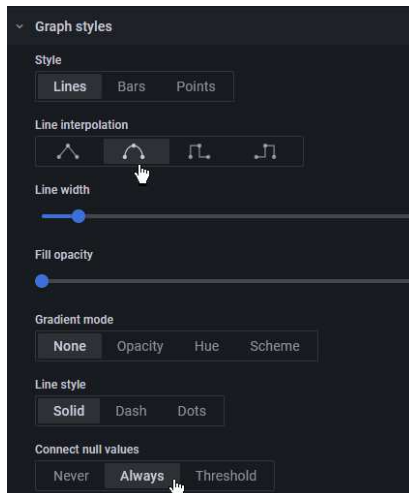 Graph styles
Style
Lines Bars Points
Line interpolation
Line width
Fill opacity
Gradient mode
None Opacity Hue Scheme
Line style
Solid Dash Dots
Connect null values
Never Always Threshold